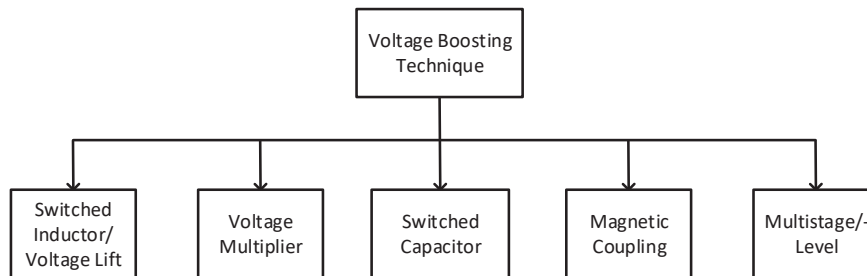 Voltage Boosting
Technique
Switched
Inductor/
Voltage Lift
Voltage
Multiplier
Switched
Capacitor
Magnetic
Coupling
Multistage/-
Level